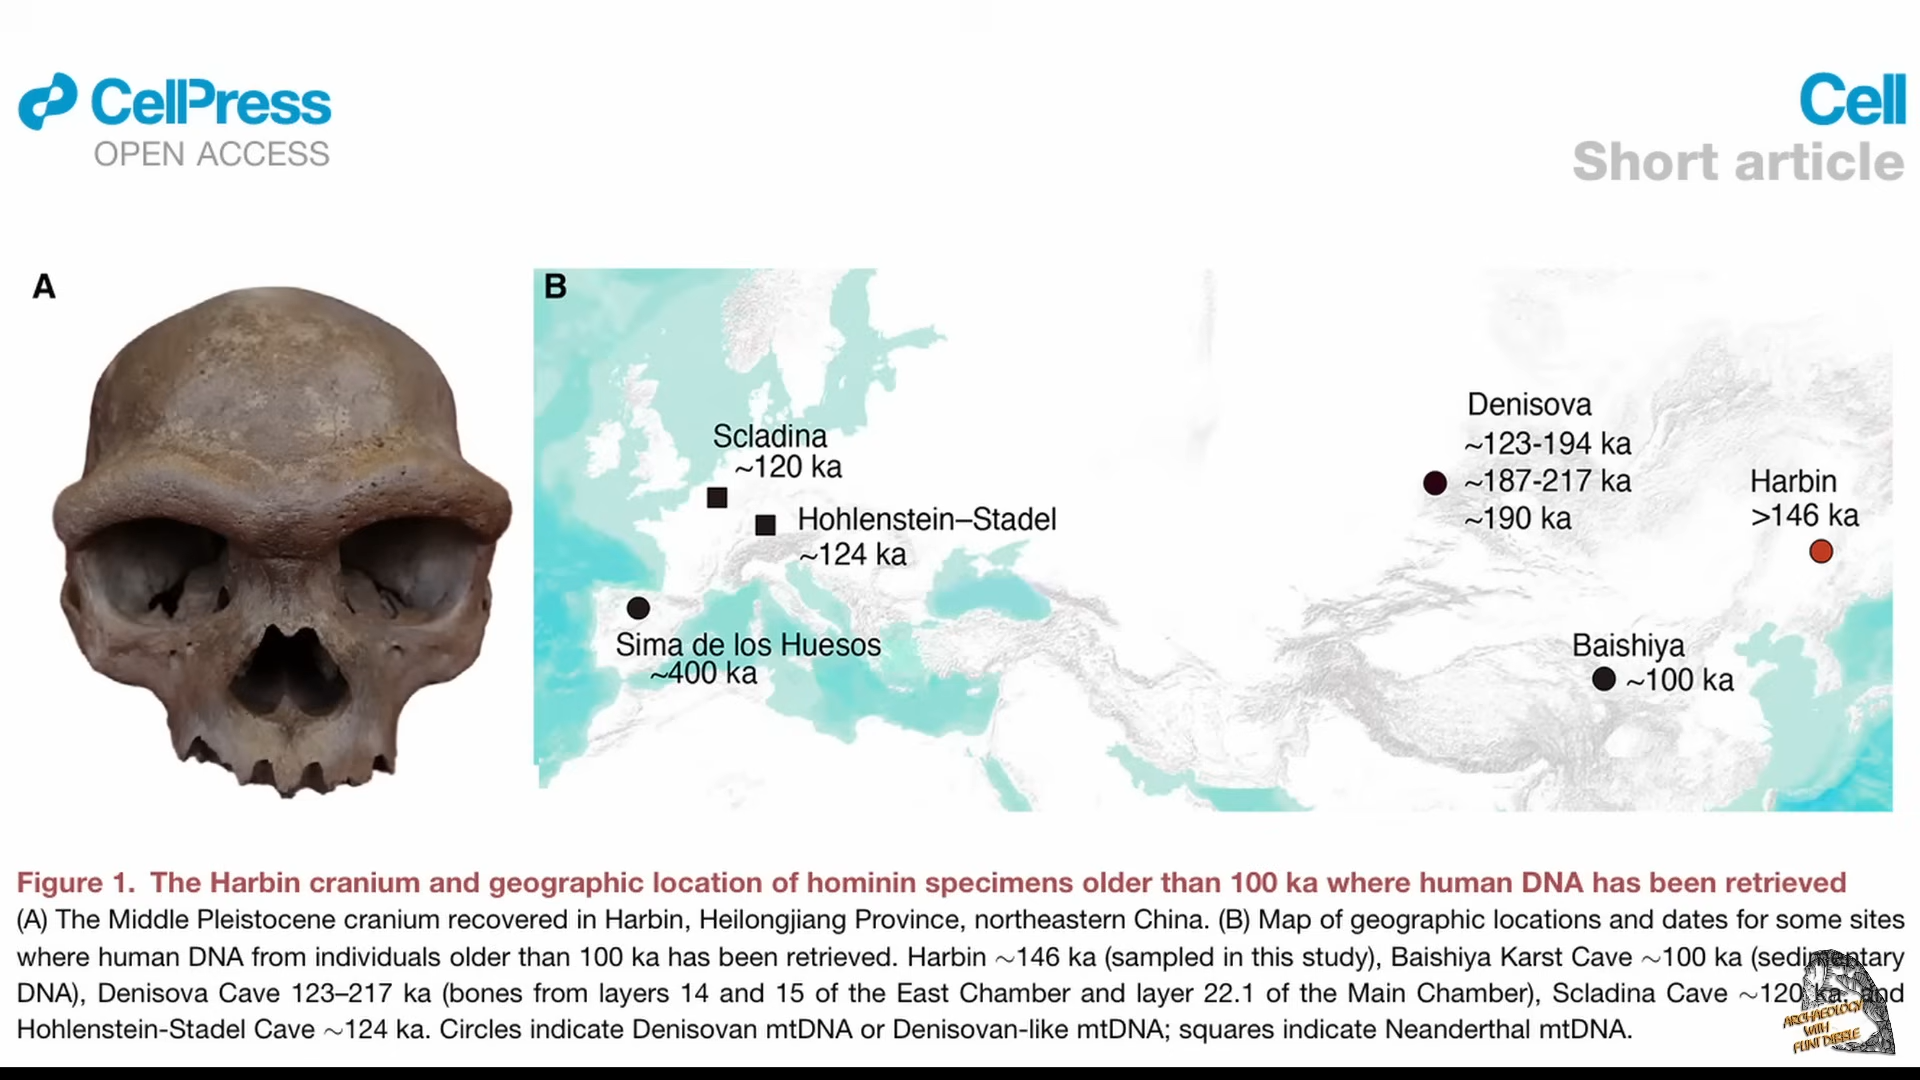 CellPress
OPEN ACCESS
Cell
Short article
A
B
Scladina
~120 ka
Hohlenstein–Stadel
~124 ka
Sima de los Huesos
~400 ka
Denisova
~123-194 ka
~187-217 ka
~190 ka
Harbin
>146 ka
Baishiya
~100 ka
Figure 1. The Harbin cranium and geographic location of hominin specimens older than 100 ka where human DNA has been retrieved
(A) The Middle Pleistocene cranium recovered in Harbin, Heilongjiang Province, northeastern China. (B) Map of geographic locations and dates for some sites
where human DNA from individuals older than 100 ka has been retrieved. Harbin ~146 ka (sampled in this study), Baishiya Karst Cave ~100 ka (sedimentary
DNA), Denisova Cave 123–217 ka (bones from layers 14 and 15 of the East Chamber and layer 22.1 of the Main Chamber), Scladina Cave ~120 ka, and
Hohlenstein-Stadel Cave ~124 ka. Circles indicate Denisovan mtDNA or Denisovan-like mtDNA; squares indicate Neanderthal mtDNA.
ARCHAEOLOGY
WITH
FLINT DIBBLE